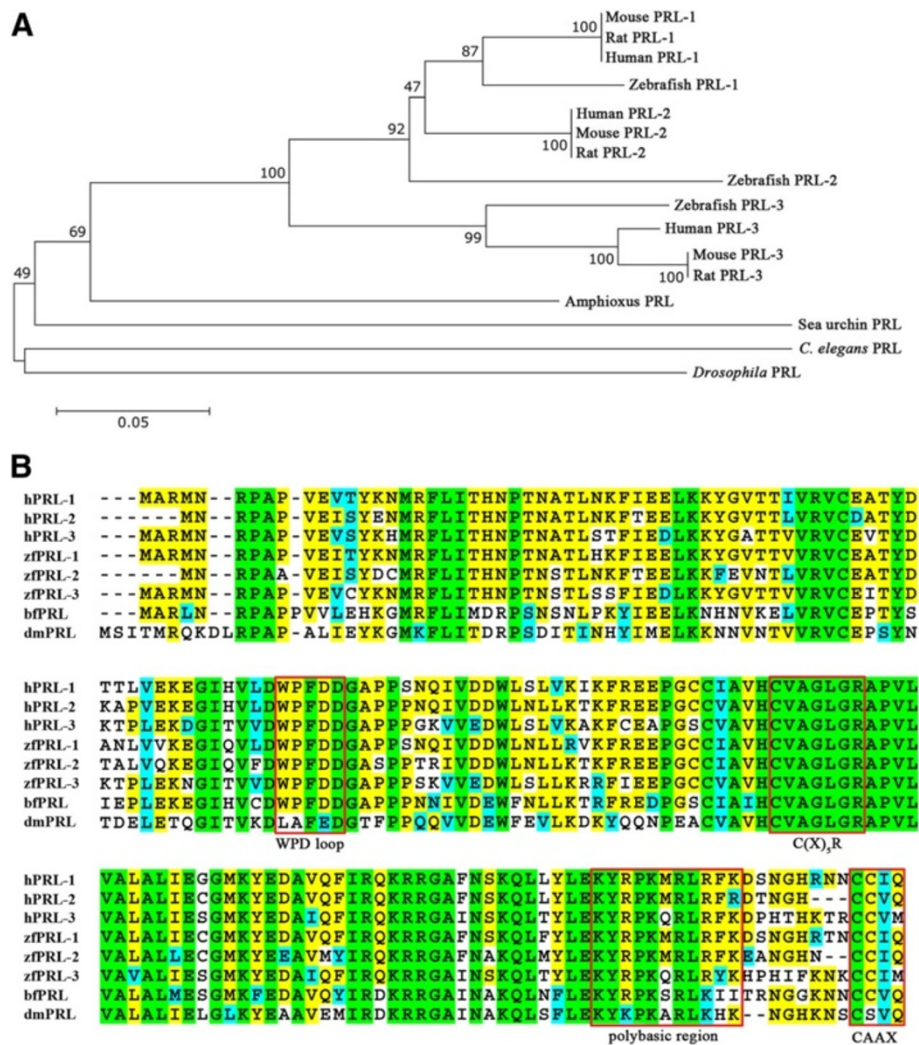 A
Mouse PRL-1
100
Rat PRL-1
Human PRL-1
87
Zebrafish PRL-1
47
Human PRL-2
Mouse PRL-2
100
Rat PRL-2
92
Zebrafish PRL-2
100
Zebrafish PRL-3
Human PRL-3
99
Mouse PRL-3
100
Rat PRL-3
100
69
Amphioxus PRL
49
Sea urchin PRL
C. elegans PRL
Drosophila PRL
0.05
B
hPRL-1 ---MARMN--RPAP-VEVTYKNMRFLITHNPTNATLNKFIEELKKYGVTTIVRVCEATYD
hPRL-2 ------MN--RPAP-VEISYENMRFLITHNPTNATLNKFTEELKKYGVTTLVRVCDATYD
hPRL-3 ---MARMN--RPAP-VEVSYKHMRFLITHNPTNATLSTFIEDLKKYGATTVVRVCEVTYD
zfPRL-1 ---MARMN--RPAP-VEITYKNMRFLITHNPTNATLHKFIEELKKYGVTTVVRVCEATYD
zfPRL-2 ------MN--RPAA-VEISYDCMRFLITHNPTNSTLNKFTEELKKFEVNTLVRVCEATYD
zfPRL-3 ---MARMN--RPAP-VEVCYKNMRFLITHNPTNSTLSSFIEDLKKYGVTTVVRVCEITYD
bfPRL ---MARLN--RPAPPVVLEHKGMRFLIMDRPSNSNLPKYIEELKNHNVKELVRVCEPTYS
dmPRL MSITMRQKDLRPAP-ALIEYKGMKFLITDRPSDITINHYIMELKKNNVNTVVRVCEPSYN
hPRL-1 TTLVEKEGIHVLDWPFDDGAPPSNQIVDDWLSLVKIKFREEPGCCIAVHCVAGLGRAPVL
hPRL-2 KAPVEKEGIHVLDWPFDDGAPPPNQIVDDWLNLLKTKFREEPGCCVAVHCVAGLGRAPVL
hPRL-3 KTPLEKDGITVVDWPFDDGAPPPGKVVEDWLSLVKAKFCEAPGSCVAVHCVAGLGRAPVL
zfPRL-1 ANLVVKEGIQVLDWPFDDGAPPSNQIVDDWLNLLRVKFREEPGCCIAVHCVAGLGRAPVL
zfPRL-2 TALVQKEGIQVFDWPFDDGASPPTRIVDDWLNLLKTKFREEPGCCIAVHCVAGLGRAPVL
zfPRL-3 KTPLEKNGITVVDWPFDDGAPPPSKVVEDWLSLLKRRFIEEPGCCVAVHCVAGLGRAPVL
bfPRL IEPLEKEGIHVCDWPFDDGAPPPNNIVDEWFNLLKTRFREDPGSCIAIHCVAGLGRAPVL
dmPRL TDELETQGITVKDLAFEDGTFPPQQVVDEWFEVLKDKYQQNPEACVAVHCVAGLGRAPVL
WPD loop
C(X)5R
hPRL-1 VALALIEGGMKYEDAVQFIRQKRRGAFNSKQLLYLEKYRPKMRLRFKDSNGHRNNCCIQ
hPRL-2 VALALIECGMKYEDAVQFIRQKRRGAFNSKQLLYLEKYRPKMRLRFRDTNGH---CCVQ
hPRL-3 VALALIESGMKYEDAIQFIRQKRRGAINSKQLTYLEKYRPKQRLRFKDPHTHKTRCCVM
zfPRL-1 VALALIECGMKYEDAVQFIRQKRRGAFNSKQLFYLEKYRPKMRLRFKDSNGHRTNCCIQ
zfPRL-2 VALALLECGMKYEEAVMYIRQKRRGAFNAKQLMYLEKYRPKMRLRFKEANGHN--CCIQ
zfPRL-3 VAVALIESGMKYEDAIQFIRQKRRGAINSKQLTYLEKYRPKQRLRYKHPHIFKNKCCIM
bfPRL VALALMESGMKFEDAVQYIRDKRRGAINAKQLNFLEKYRPKSRLKIITRNGGKNNCCVQ
dmPRL VALALIELGLKYEAAVEMIRDKRRGAINAKQLSFLEKYKPKARLKHK--NGHKNSCSVQ
polybasic region
CAAX